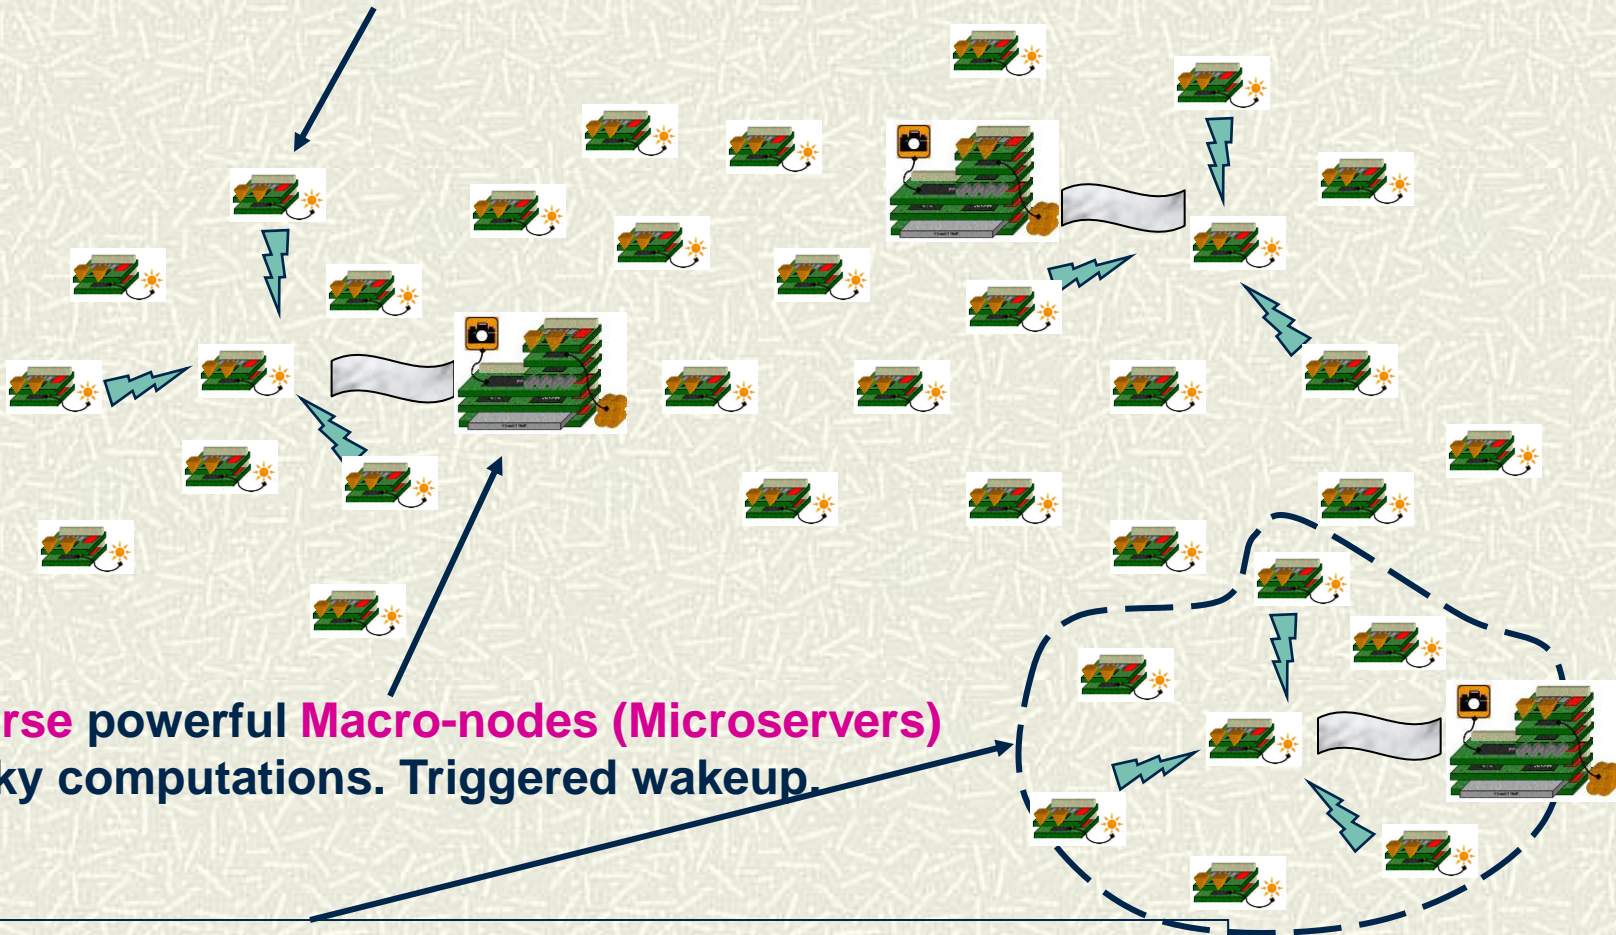 rse powerful Macro-nodes (Microservers)
ky computations. Triggered wakeup.